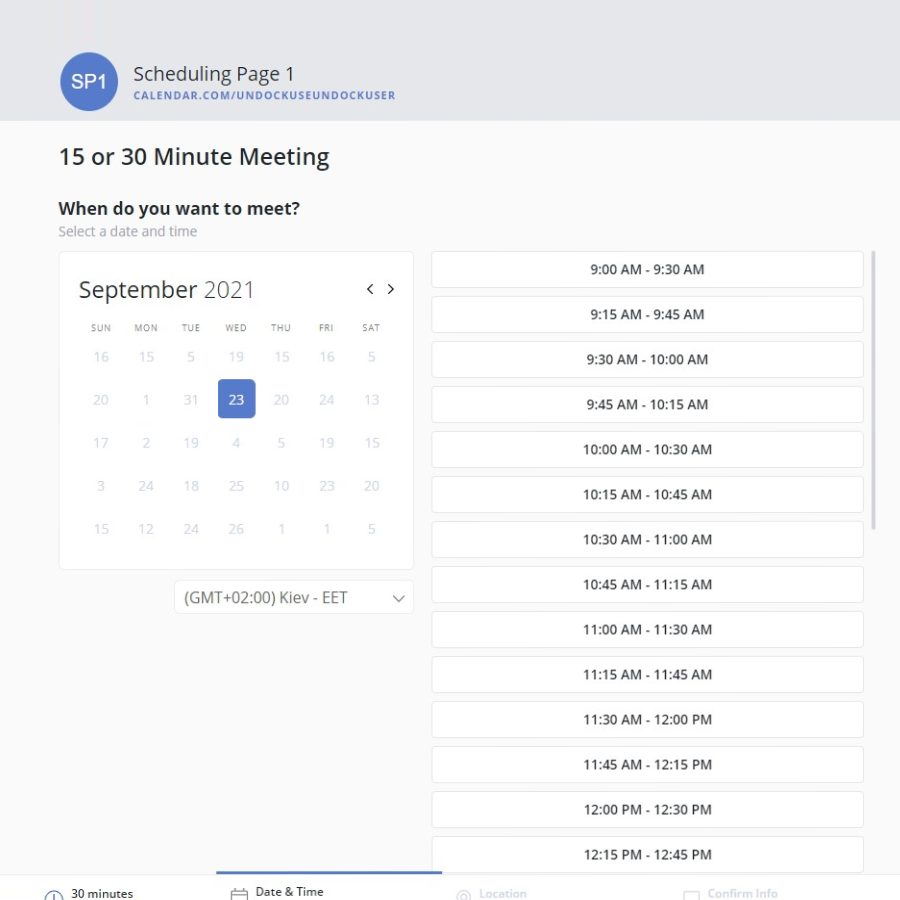 SP1
Scheduling Page 1
CALENDAR.COM/UNDOCKUSEUNDOCKUSER
15 or 30 Minute Meeting
When do you want to meet?
Select a date and time
September 2021
SUN MON TUE WED THU FRI SAT
16 15 5 19 15 16 5
20 1 31 23 20 24 13
17 2 19 4 5 19 15
3 24 18 25 10 23 20
15 12 24 26 1 1 5
(GMT+02:00) Kiev - EET
9:00 AM - 9:30 AM
9:15 AM - 9:45 AM
9:30 AM - 10:00 AM
9:45 AM - 10:15 AM
10:00 AM - 10:30 AM
10:15 AM - 10:45 AM
10:30 AM - 11:00 AM
10:45 AM - 11:15 AM
11:00 AM - 11:30 AM
11:15 AM - 11:45 AM
11:30 AM - 12:00 PM
11:45 AM - 12:15 PM
12:00 PM - 12:30 PM
12:15 PM - 12:45 PM
30 minutes
Date & Time
Location
Confirm Info